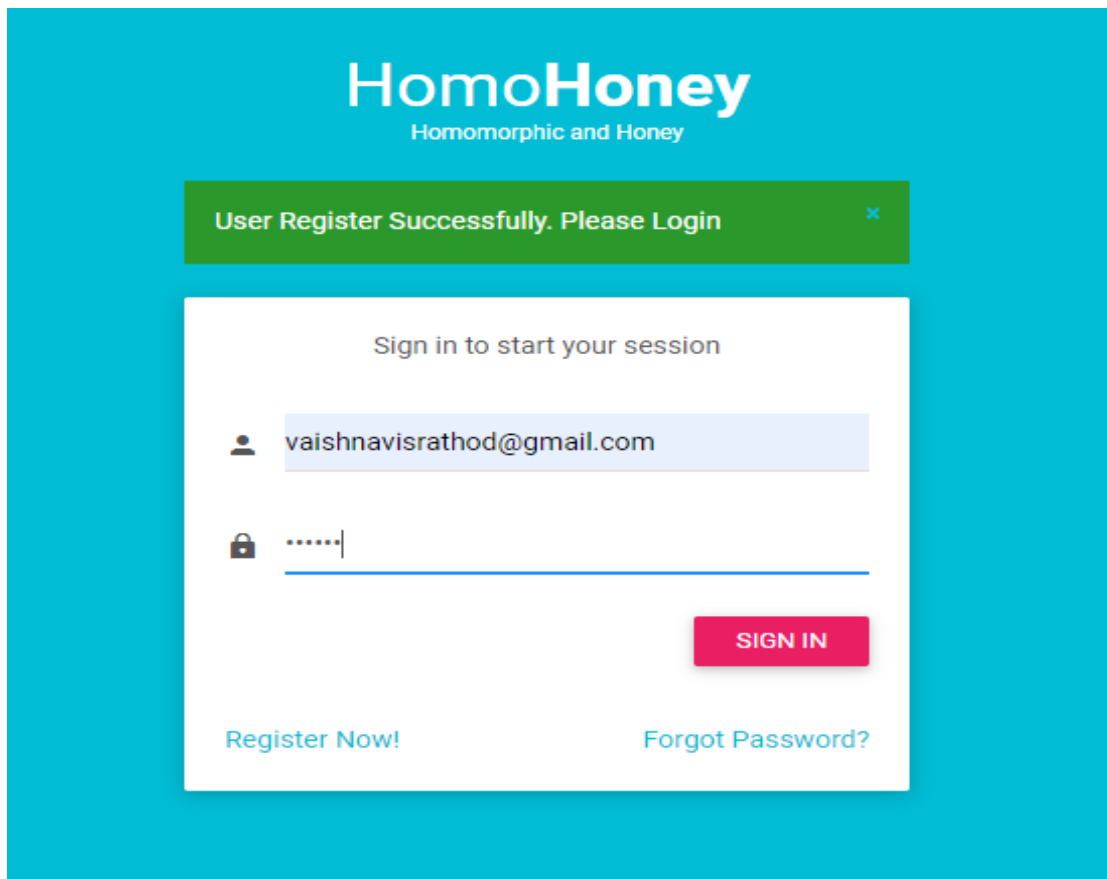 HomoHoney
Homomorphic and Honey
User Register Successfully. Please Login ×
Sign in to start your session
vaishnavisrathod@gmail.com
••••••
SIGN IN
Register Now! Forgot Password?